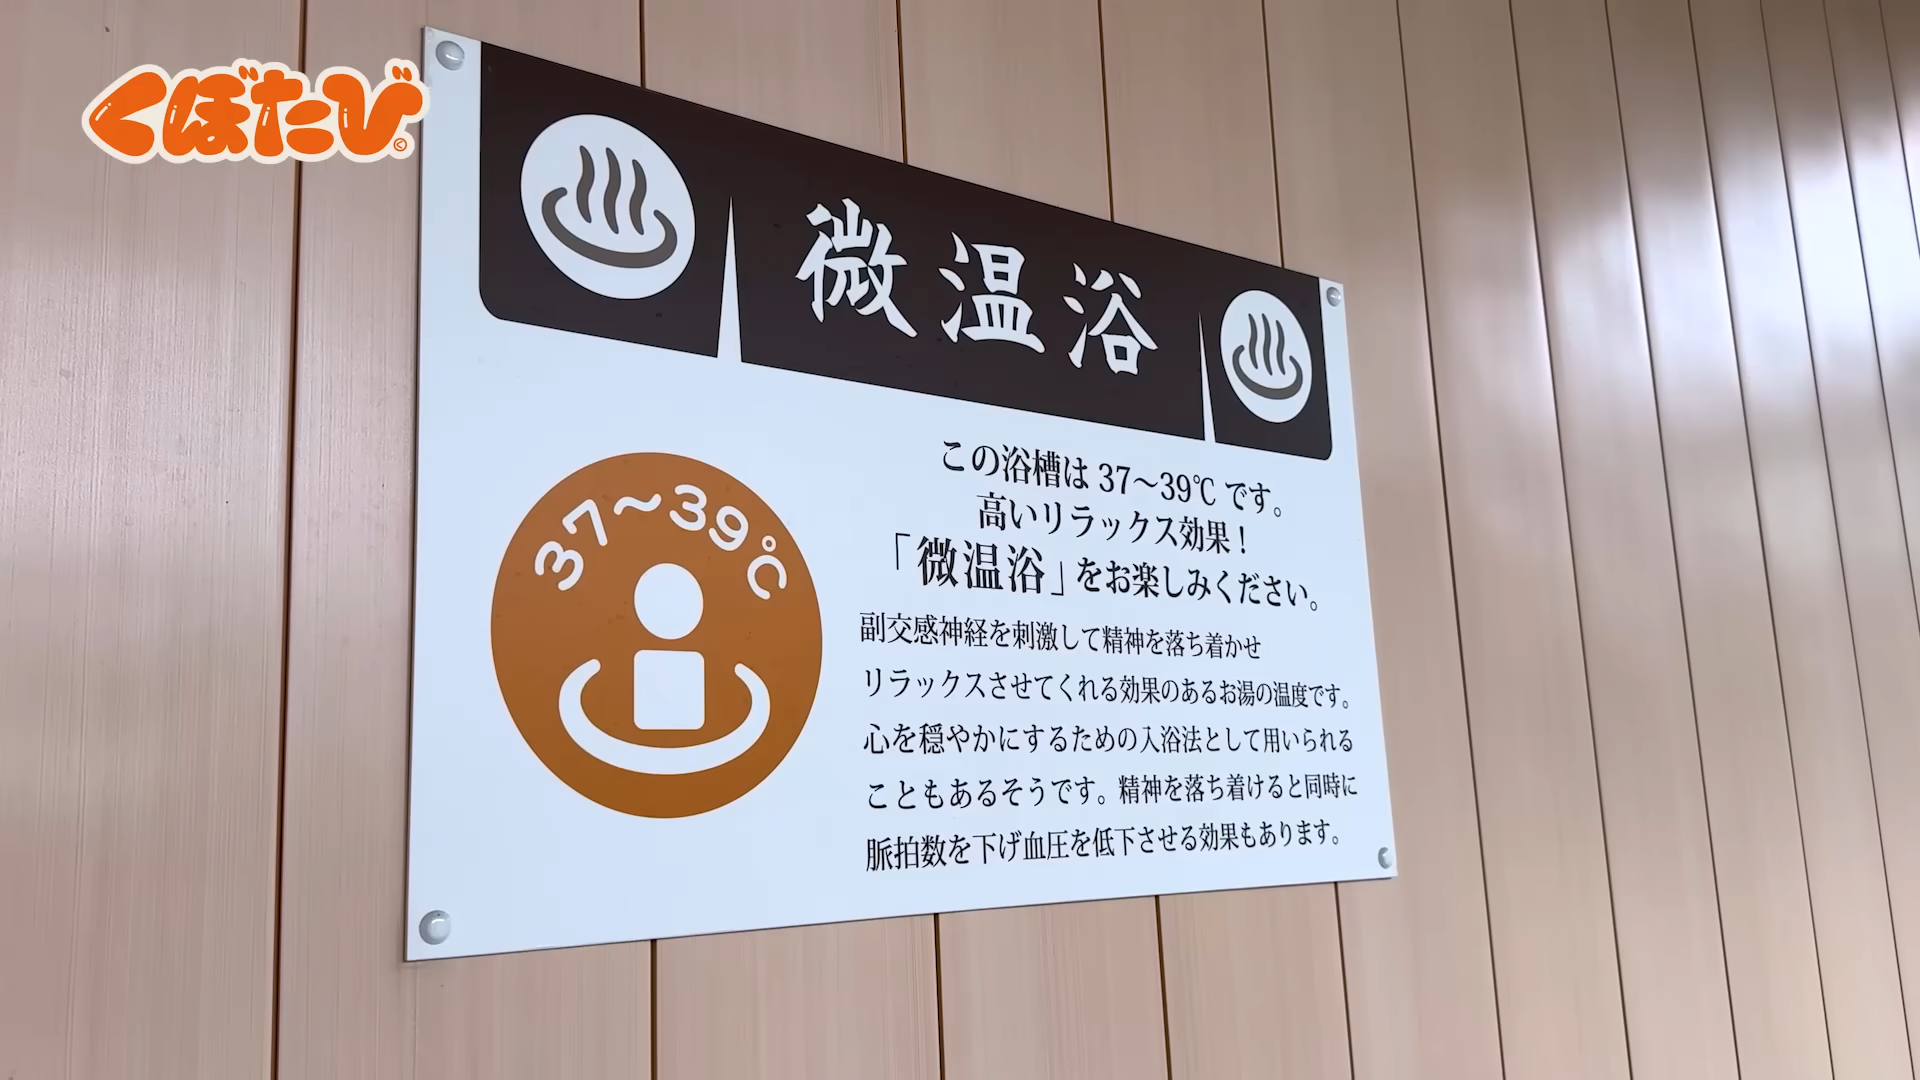 くぼたび
©
微温浴
37～39℃
この浴槽は 37～39℃ です。
高いリラックス効果！
「微温浴」をお楽しみください。
副交感神経を刺激して精神を落ち着かせ
リラックスさせてくれる効果のあるお湯の温度です。
心を穏やかにするための入浴法として用いられる
こともあるそうです。精神を落ち着けると同時に
脈拍数を下げ血圧を低下させる効果もあります。